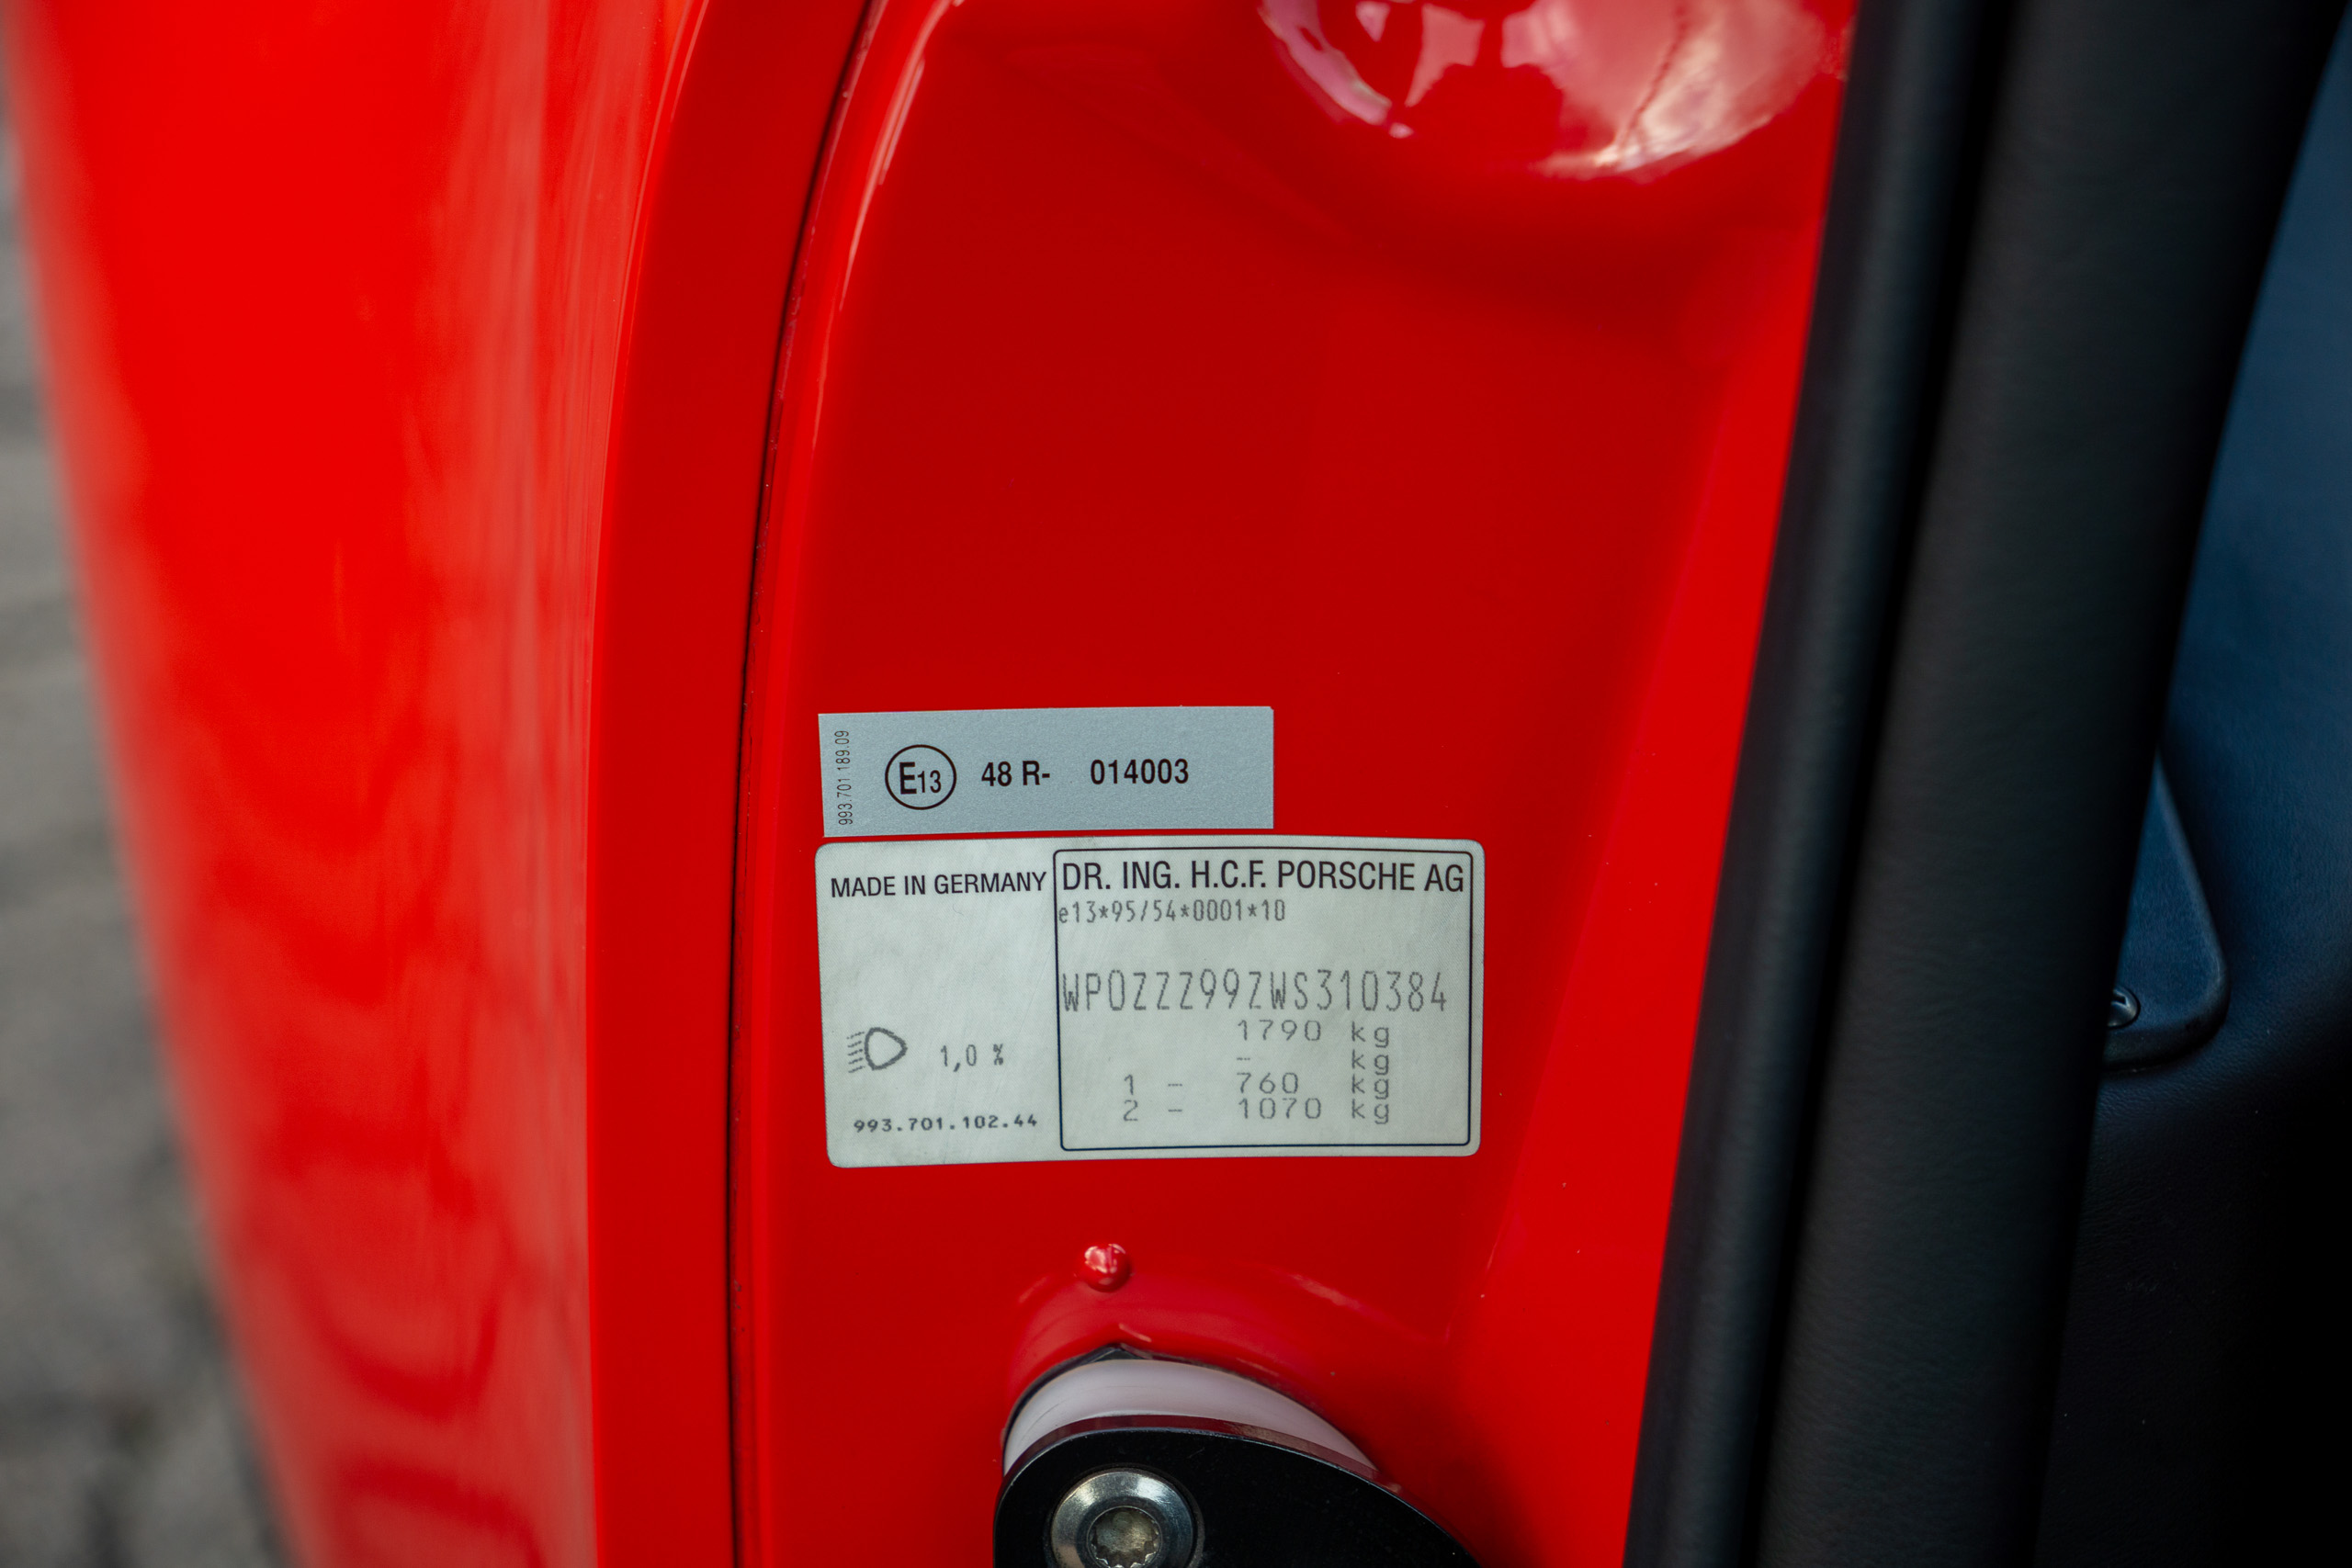 993.701 189.09
E13 48 R- 014003
MADE IN GERMANY
DR. ING. H.C.F. PORSCHE AG
e13*95/54*0001*10
WP0ZZZ99ZWS310384
1790 kg
- kg
1 - 760 kg
2 - 1070 kg
1,0 %
993.701.102.44